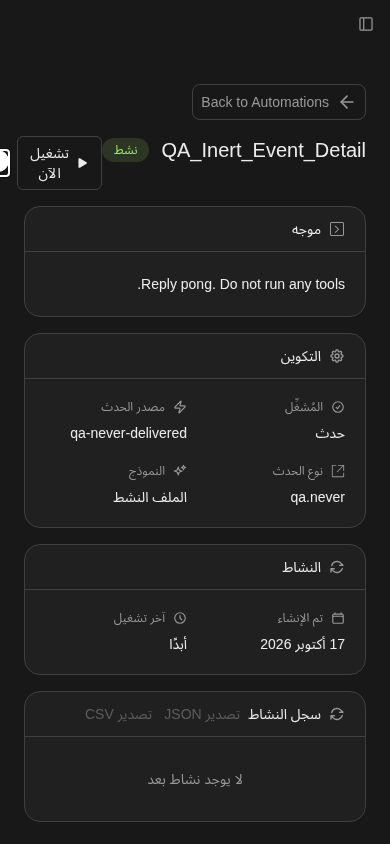 Back to Automations
QA_Inert_Event_Detail
نشط
تشغيل
الآن
موجه
Reply pong. Do not run any tools.
التكوين
المُشغِّل
مصدر الحدث
حدث
qa-never-delivered
نوع الحدث
النموذج
qa.never
الملف النشط
النشاط
تم الإنشاء
آخر تشغيل
17 أكتوبر 2026
أبدًا
سجل النشاط تصدير JSON تصدير CSV
لا يوجد نشاط بعد